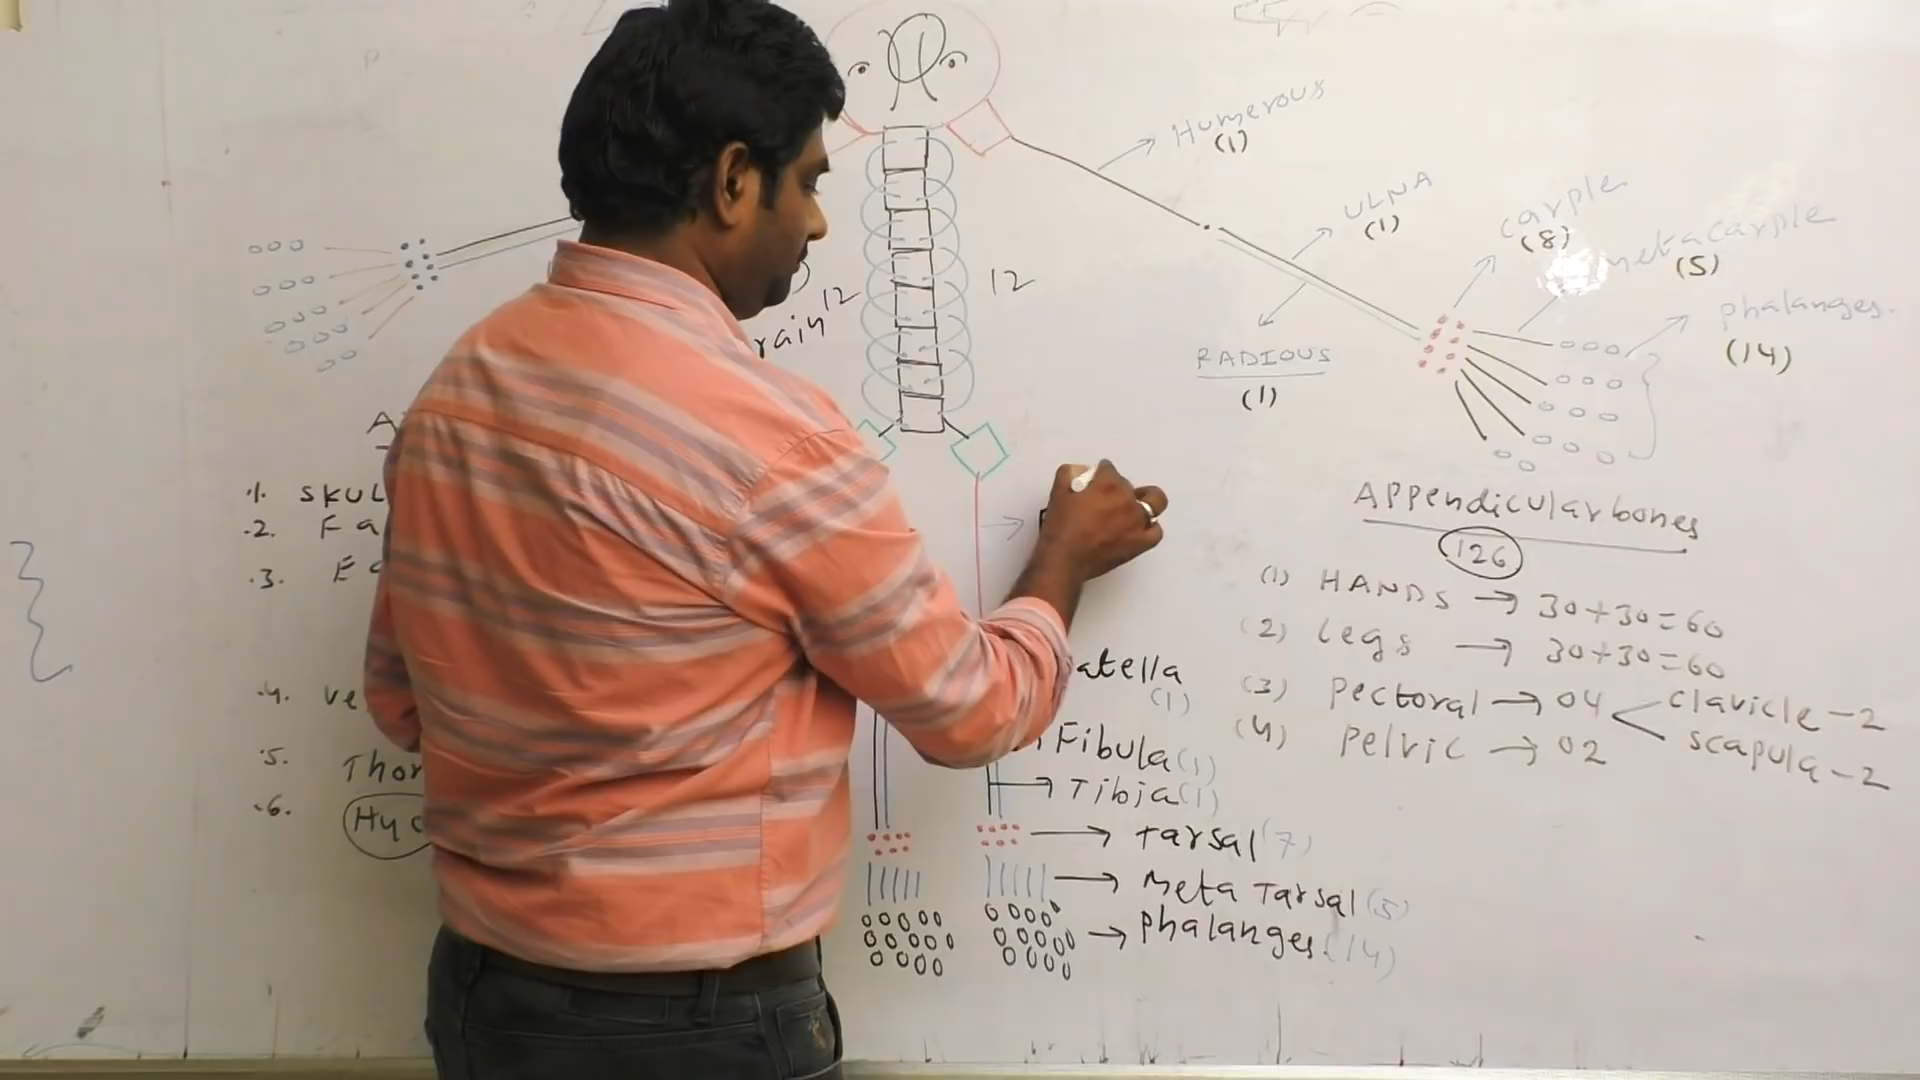 Humerous
(1)
ULNA
(1)
carple
(8)
metacarple
(5)
phalanges.
(14)
RADIOUS
(1)
12
12
1. SKUL
2. Fa
3.
4. Ve
5. Thor
6. Hyo
atella
(1)
Fibula (1)
Tibia (1)
Tarsal (7)
Meta Tarsal (5)
Phalanges. (14)
Appendicular bones
126
(1) HANDS → 30+30=60
(2) Legs → 30+30=60
(3) pectoral → 04 clavicle-2
scapula-2
(4) pelvic → 02